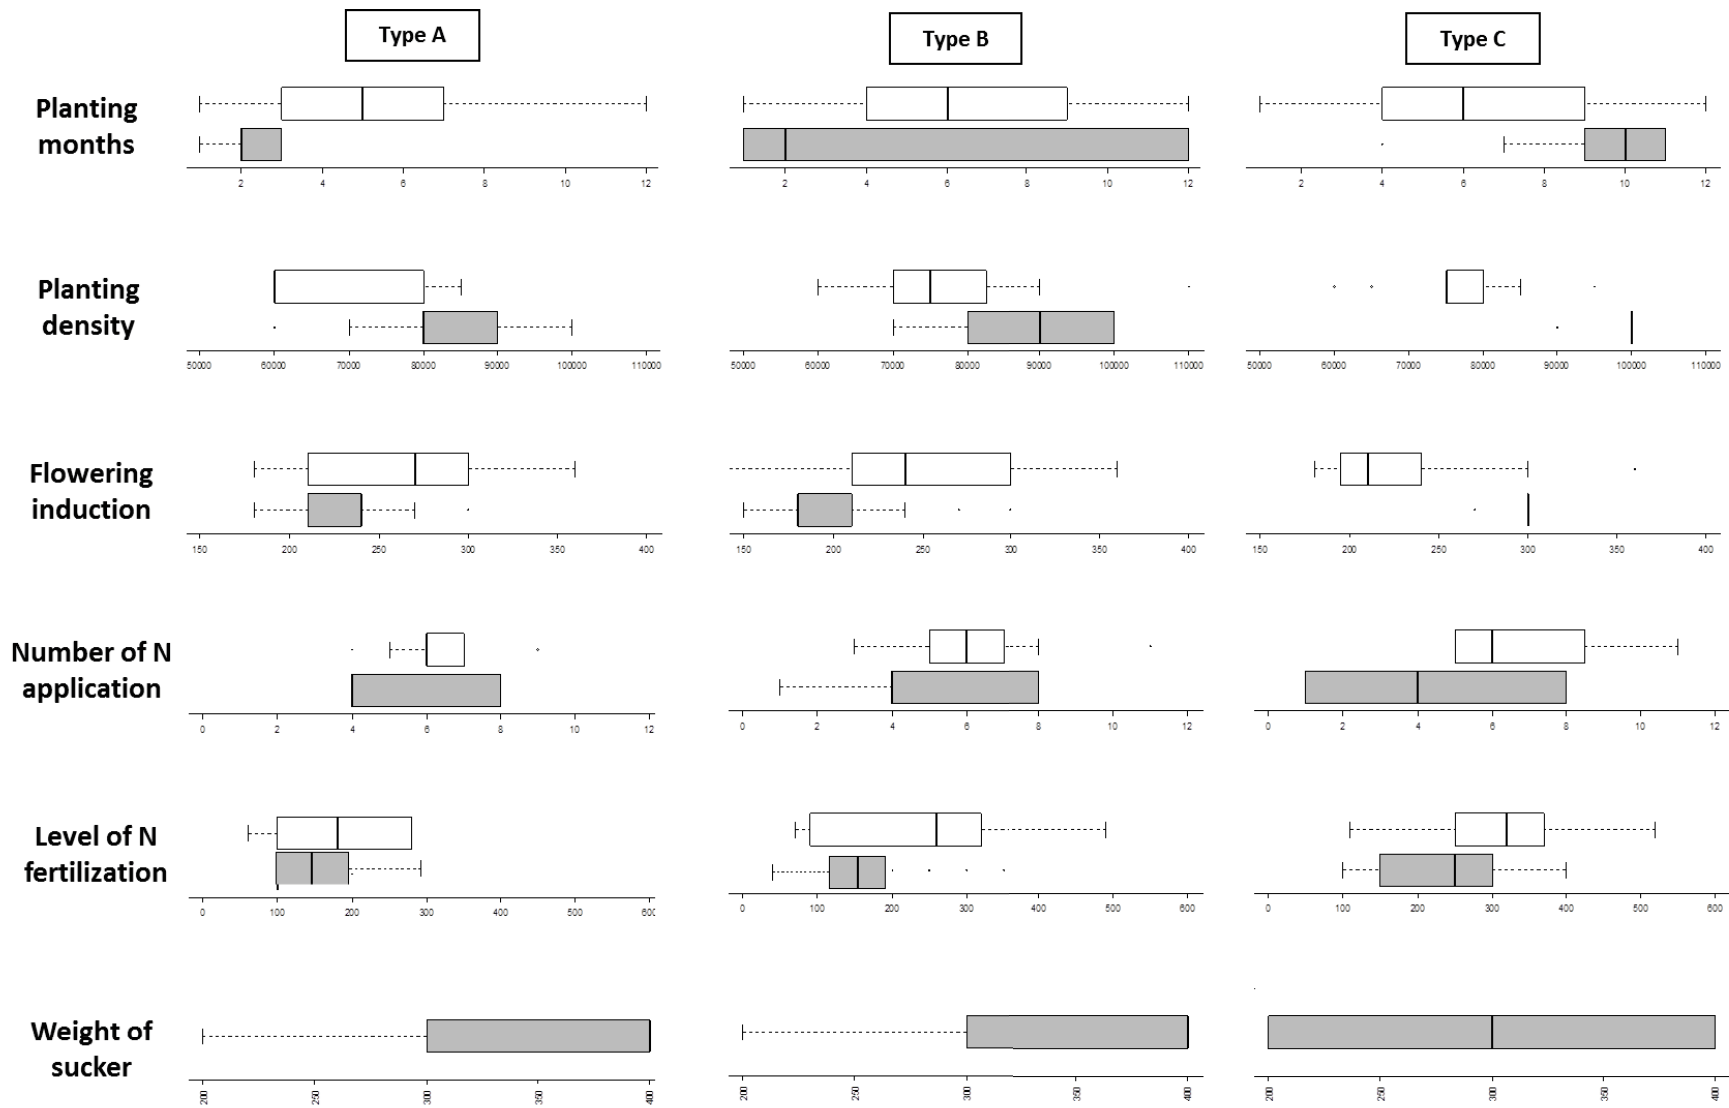 Type A
Type B
Type C
Planting
months
2 4 6 8 10 12
2 4 6 8 10 12
2 4 6 8 10 12
Planting
density
50000 60000 70000 80000 90000 100000 110000
50000 60000 70000 80000 90000 100000 110000
50000 60000 70000 80000 90000 100000 110000
Flowering
induction
150 200 250 300 350 400
150 200 250 300 350 400
150 200 250 300 350 400
Number of N
application
0 2 4 6 8 10 12
0 2 4 6 8 10 12
0 2 4 6 8 10 12
Level of N
fertilization
0 100 200 300 400 500 600
0 100 200 300 400 500 600
0 100 200 300 400 500 600
Weight of
sucker
200 250 300 350 400
200 250 300 350 400
200 250 300 350 400